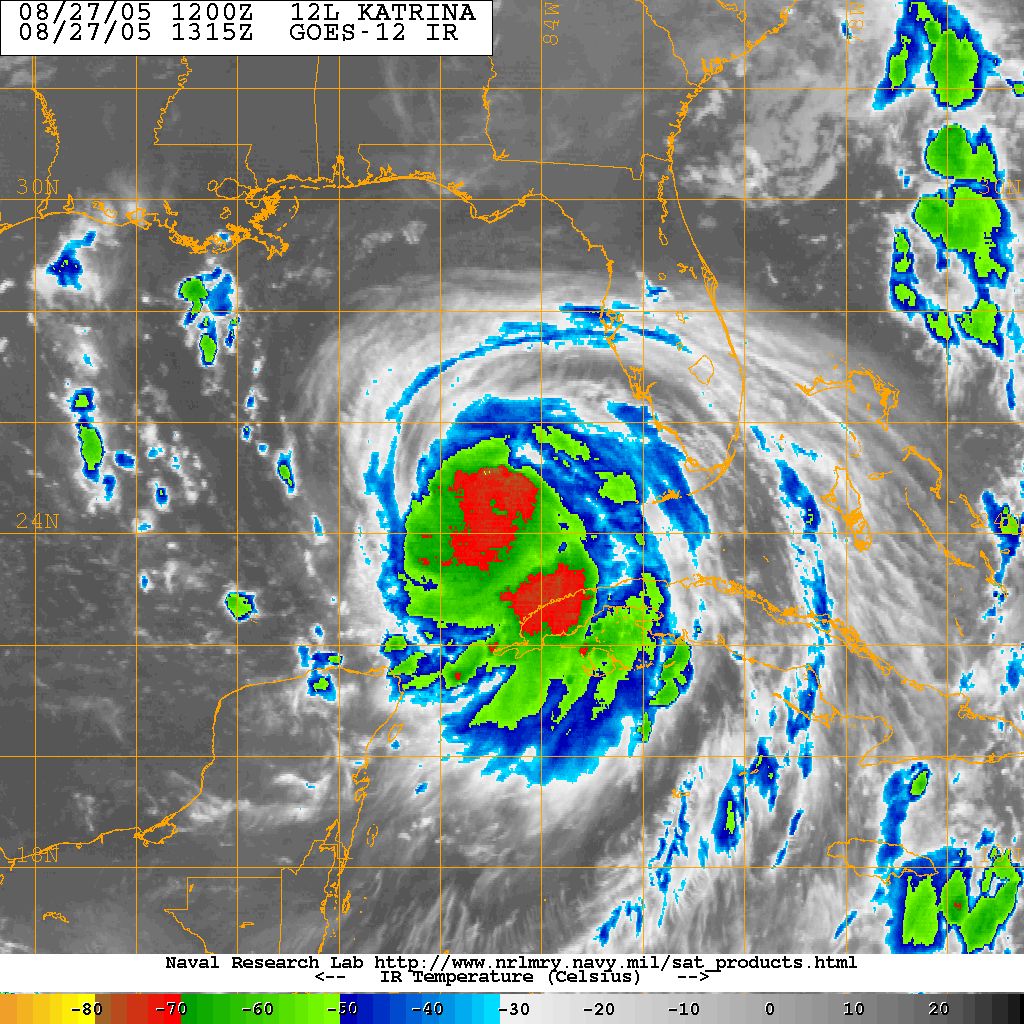 08/27/05 1200Z 12L KATRINA
08/27/05 1315Z GOES-12 IR
84W
30N
24N
18N
Naval Research Lab http://www.nrlmry.navy.mil/sat_products.html
<-- IR Temperature (Celsius) -->
-80 -70 -60 -50 -40 -30 -20 -10 0 10 20